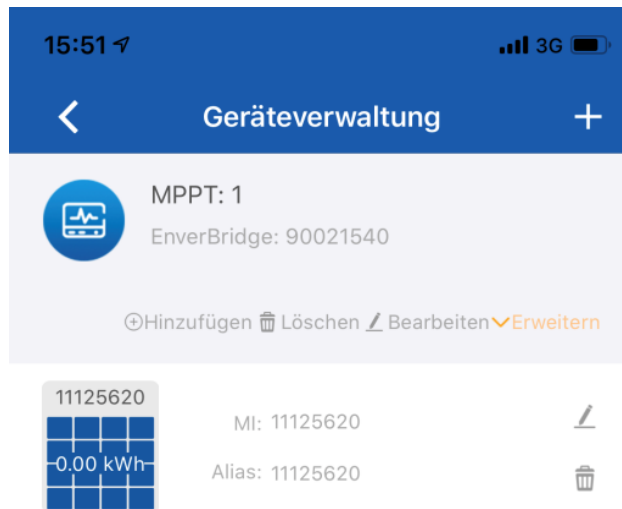 15:51 3G
Geräteverwaltung
MPPT: 1
EnverBridge: 90021540
Hinzufügen Löschen Bearbeiten Erweitern
11125620
MI: 11125620
0.00 kWh
Alias: 11125620